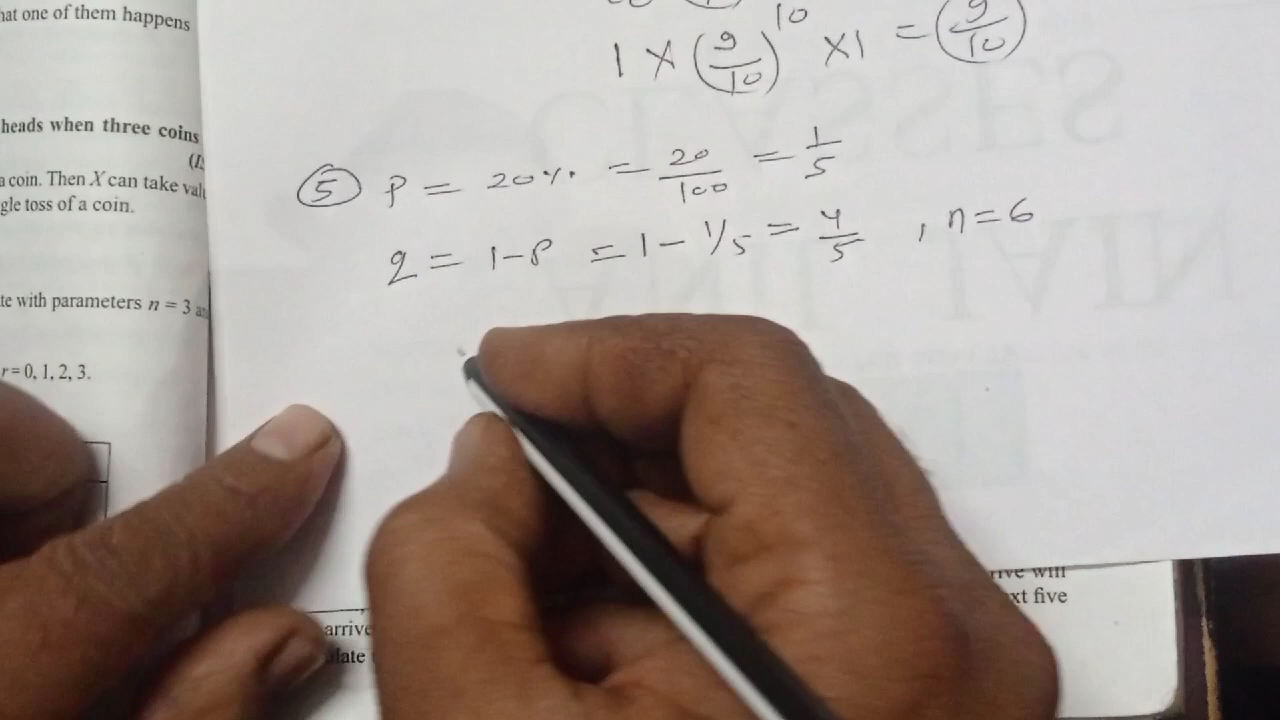 hat one of them happens
heads when three coins
a coin. Then X can take
gle toss of a coin.
te with parameters n = 3
r = 0, 1, 2, 3.
10
1 × (9/10) × 1 = (9/10)
⑤ P = 20% = 20/100 = 1/5
q = 1-P = 1 - 1/5 = 4/5 , n = 6
arrive will
xt five
arrive
late